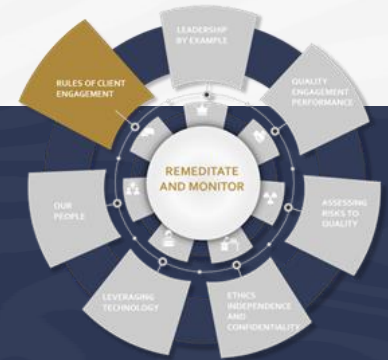 LEADERSHIP
BY EXAMPLE
QUALITY
ENGAGEMENT
PERFORMANCE
ASSESSING
RISKS TO
QUALITY
ETHICS
INDEPENDENCE
AND
CONFIDENTIALITY
LEVERAGING
TECHNOLOGY
OUR
PEOPLE
RULES OF CLIENT
ENGAGEMENT
REMEDITATE
AND MONITOR